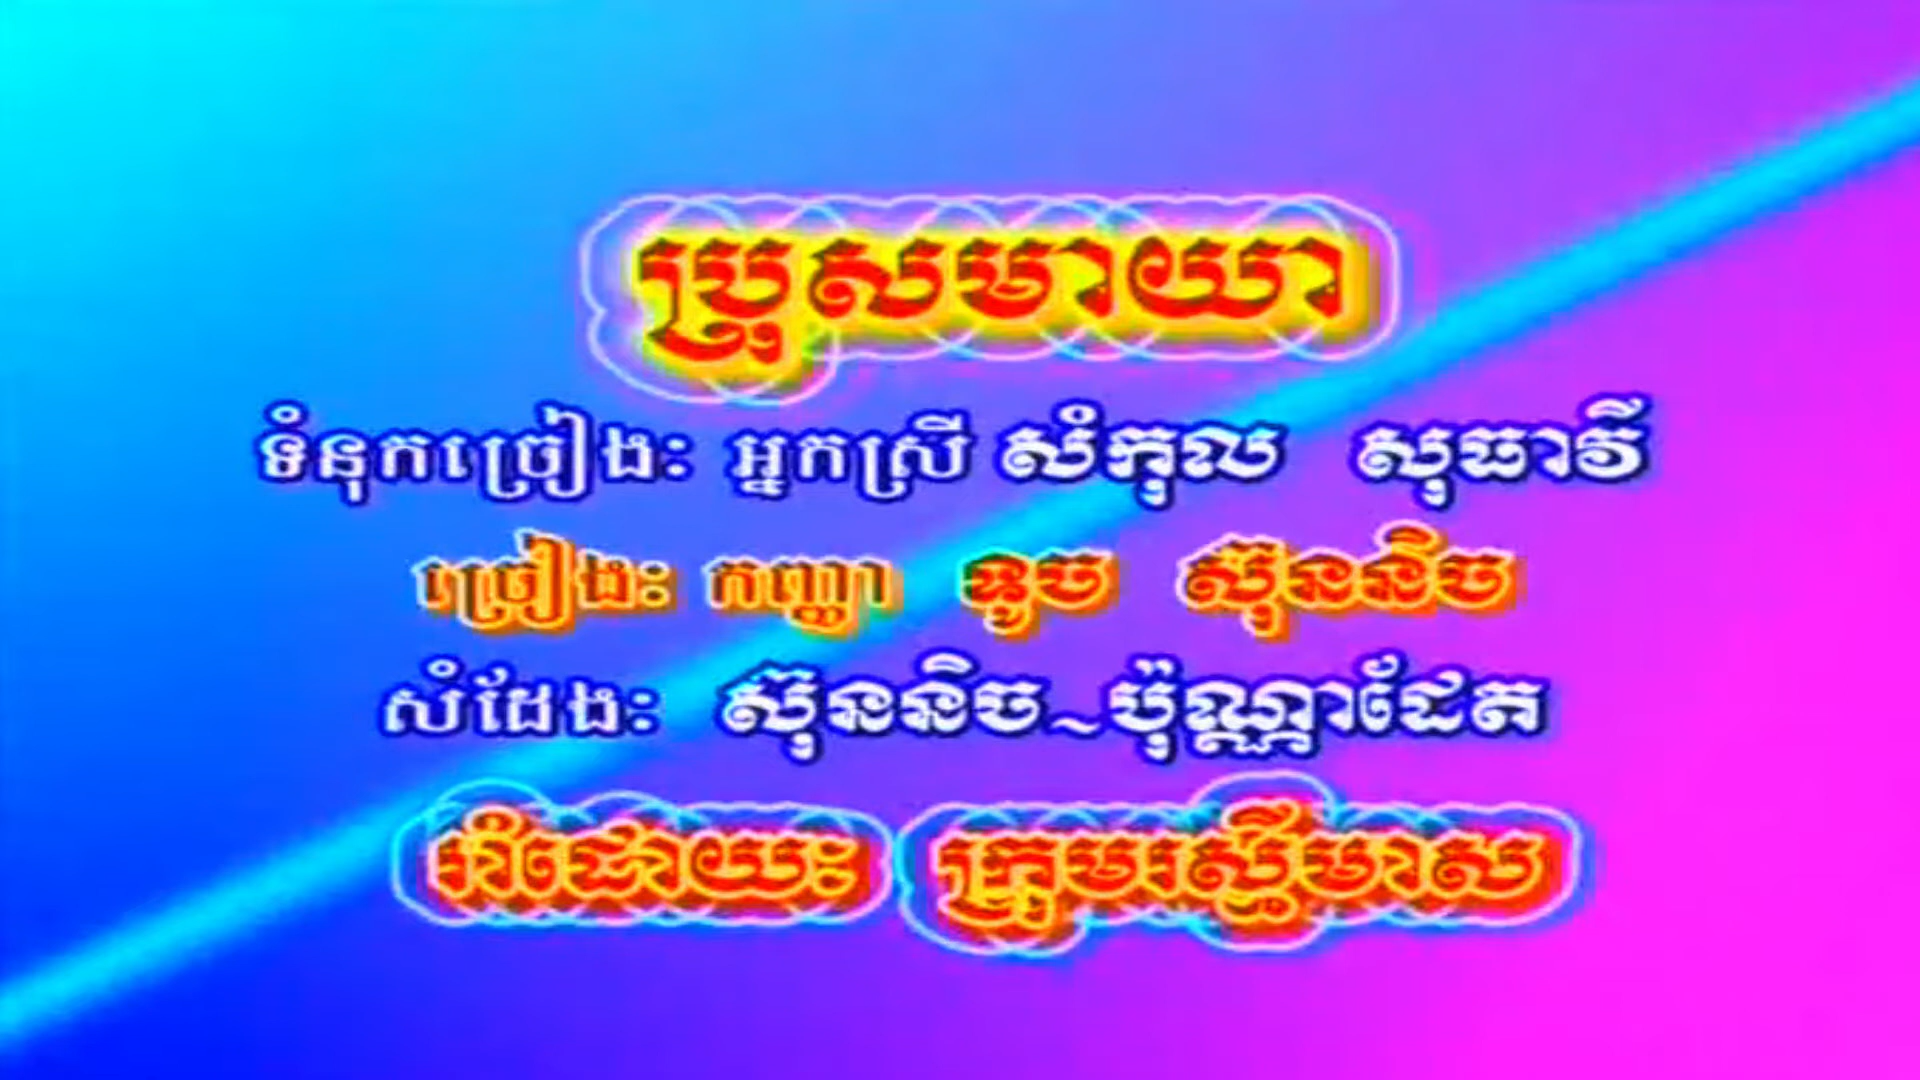 ប្រុសមាយា
ទំនុកច្រៀង: អ្នកស្រី សំកុល សុធាវី
ច្រៀង: កញ្ញា ទូច ស៊ុននិច
សំដែង: ស៊ុននិច~ប៉ុណ្ណាដែត
រាំដោយ: ក្រុមរស្មីមាស